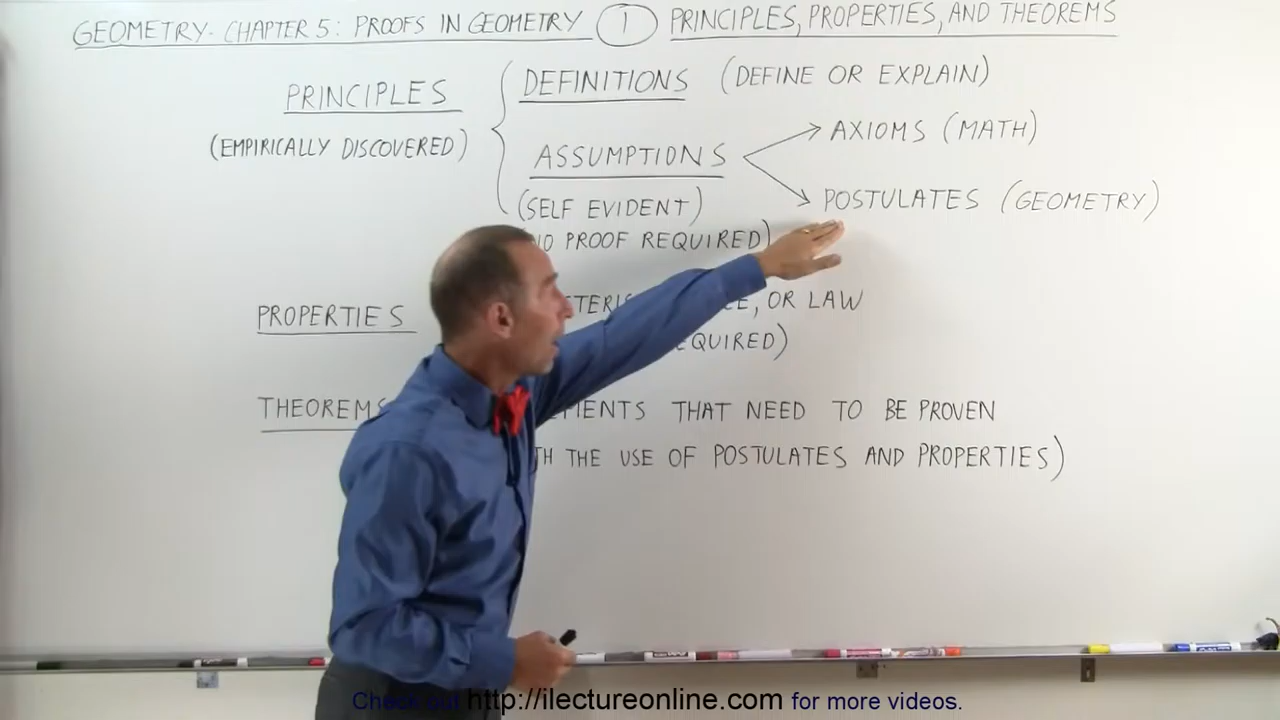 GEOMETRY. CHAPTER 5: PROOFS IN GEOMETRY 1 PRINCIPLES, PROPERTIES, AND THEOREMS
PRINCIPLES
(EMPIRICALLY DISCOVERED)
DEFINITIONS (DEFINE OR EXPLAIN)
ASSUMPTIONS
AXIOMS (MATH)
POSTULATES (GEOMETRY)
(SELF EVIDENT)
PROOF REQUIRED)
PROPERTIES OR LAW
THEOREMS THAT NEED TO BE PROVEN
THE USE OF POSTULATES AND PROPERTIES)
Check out http://ilectureonline.com for more videos.